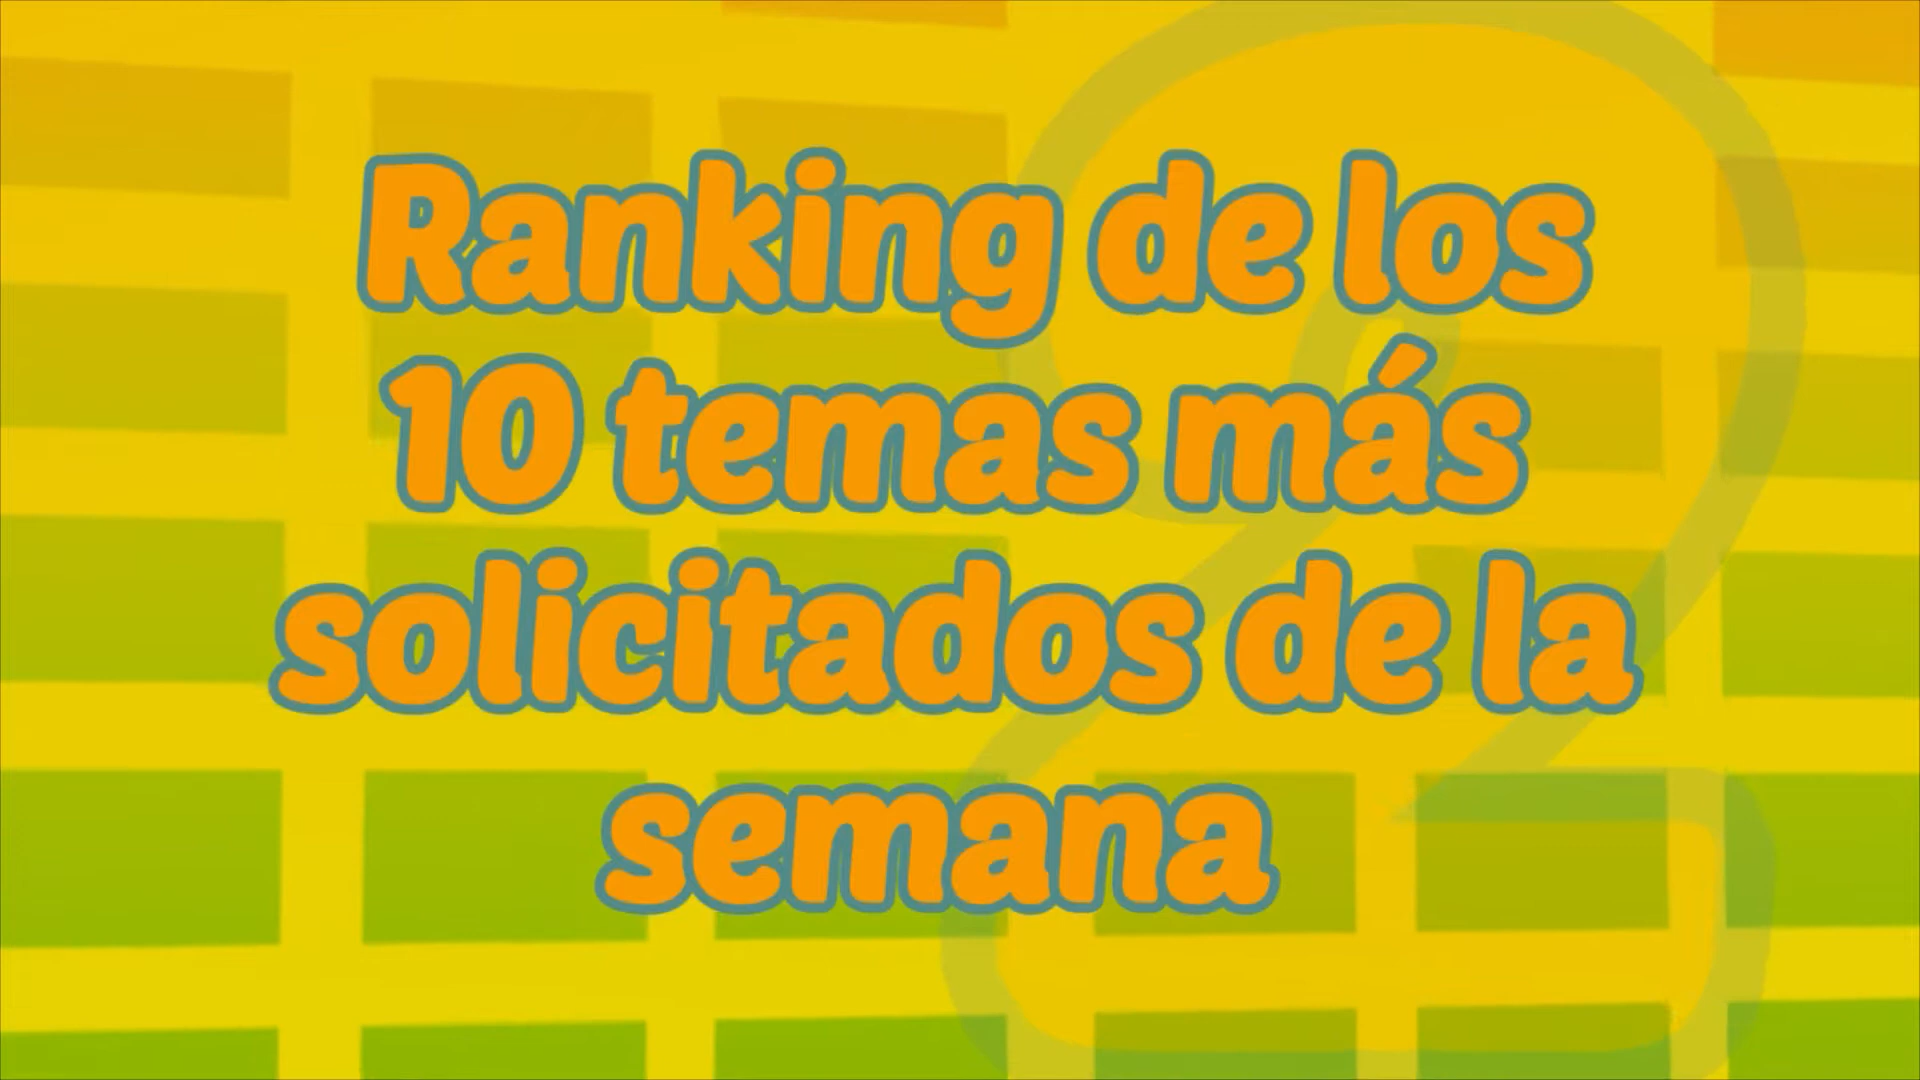 Ranking de los
10 temas más
solicitados de la
semana